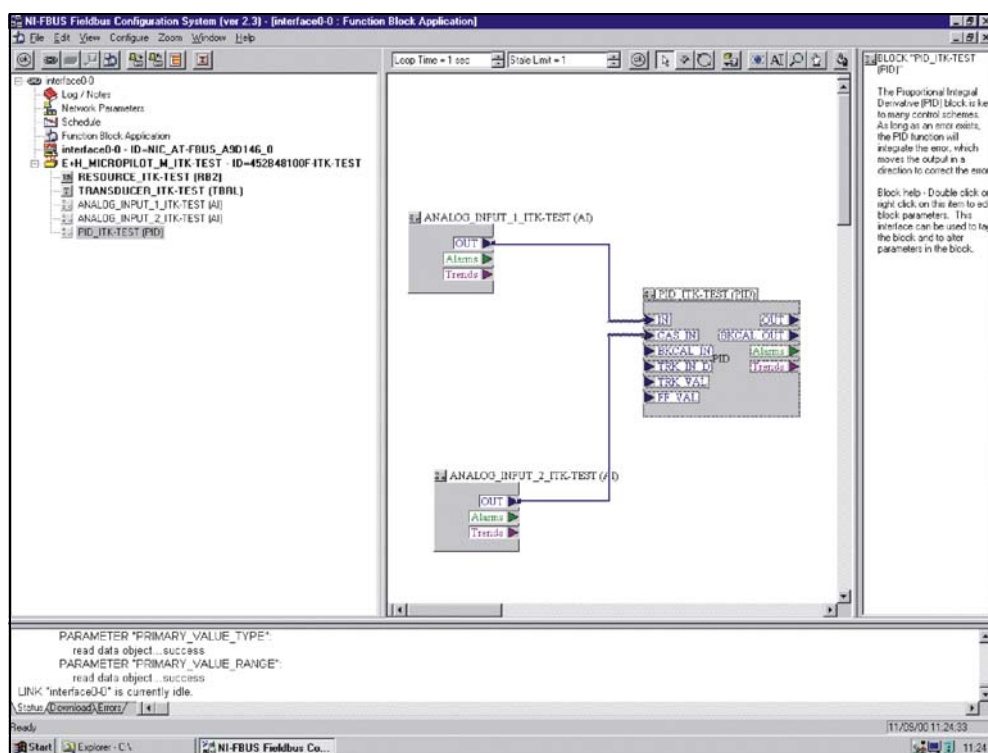 NI-FBUS Fieldbus Configuration System (ver 2.3) - [interface0-0 : Function Block Application]
File Edit View Configure Zoom Window Help
Loop Time = 1 sec
Stale Limit = 1
interface0-0
Log / Notes
Network Parameters
Schedule
Function Block Application
interface0-0 - ID=NIC_AT-FBUS_A9D146_0
E+H_MICROPILOT_M_ITK-TEST - ID=452B48100F-ITK-TEST
RESOURCE_ITK-TEST (RB2)
TRANSDUCER_ITK-TEST (TBRL)
ANALOG_INPUT_1_ITK-TEST (AI)
ANALOG_INPUT_2_ITK-TEST (AI)
PID_ITK-TEST (PID)
ANALOG_INPUT_1_ITK-TEST (AI)
OUT
Alarms
Trends
PID_ITK-TEST (PID)
IN OUT
CAS_IN BKCAL_OUT
BKCAL_IN Alarms
PID
TRK_IN_D Trends
TRK_VAL
FF_VAL
ANALOG_INPUT_2_ITK-TEST (AI)
OUT
Alarms
Trends
BLOCK "PID_ITK-TEST
(PID)"
The Proportional Integral
Derivative (PID) block is ke
to many control schemes.
As long as an error exists,
the PID function will
integrate the error, which
moves the output in a
direction to correct the error
Block help - Double click or
right click on this item to ed
block parameters. This
interface can be used to tag
the block and to alter
parameters in the block.
PARAMETER "PRIMARY_VALUE_TYPE":
read data object...success
PARAMETER "PRIMARY_VALUE_RANGE":
read data object...success
LINK "interface0-0" is currently idle.
Status Download Errors
Ready
11/09/00 11:24:33
Start
Explorer - C:\
NI-FBUS Fieldbus Co...
11:24